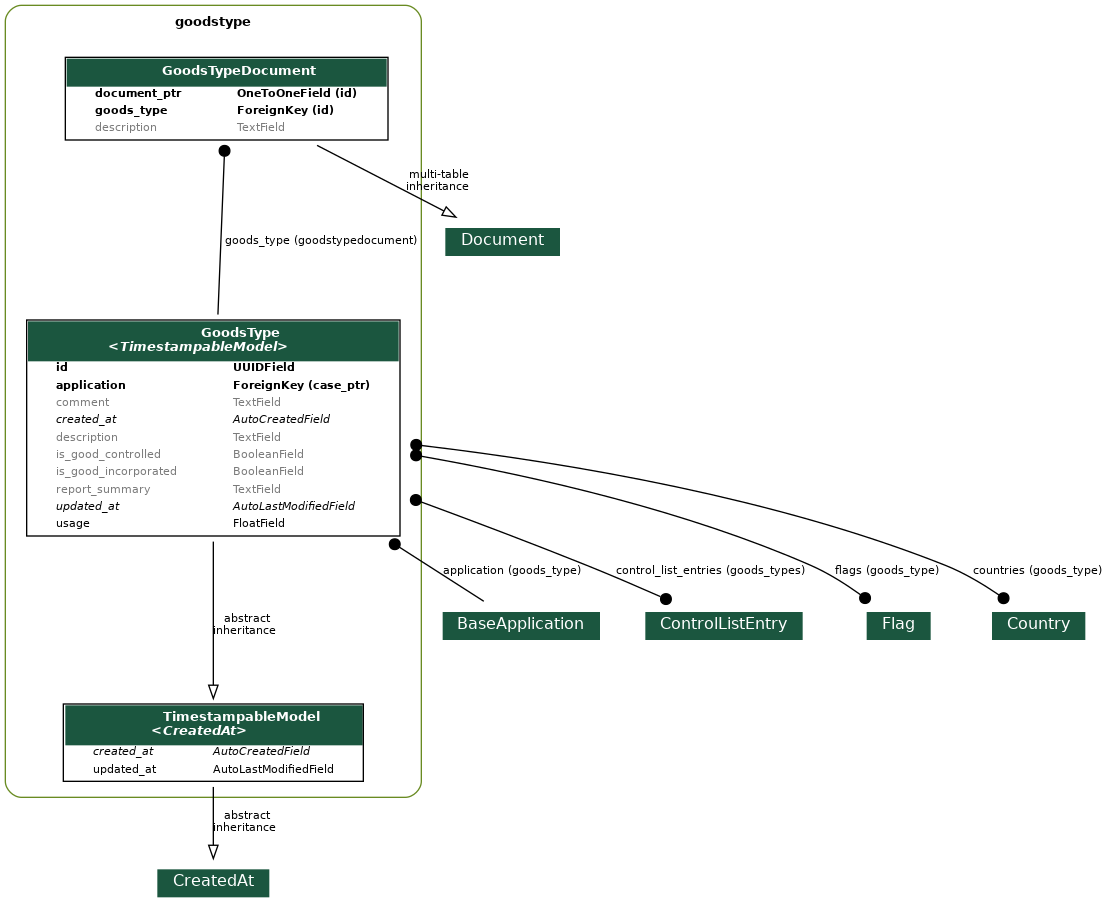 goodstype
GoodsTypeDocument
document_ptr OneToOneField (id)
goods_type ForeignKey (id)
description TextField
multi-table
inheritance
Document
goods_type (goodstypedocument)
GoodsType
<TimestampableModel>
id UUIDField
application ForeignKey (case_ptr)
comment TextField
created_at AutoCreatedField
description TextField
is_good_controlled BooleanField
is_good_incorporated BooleanField
report_summary TextField
updated_at AutoLastModifiedField
usage FloatField
application (goods_type)
control_list_entries (goods_types)
flags (goods_type)
countries (goods_type)
BaseApplication
ControlListEntry
Flag
Country
abstract
inheritance
TimestampableModel
<CreatedAt>
created_at AutoCreatedField
updated_at AutoLastModifiedField
abstract
inheritance
CreatedAt